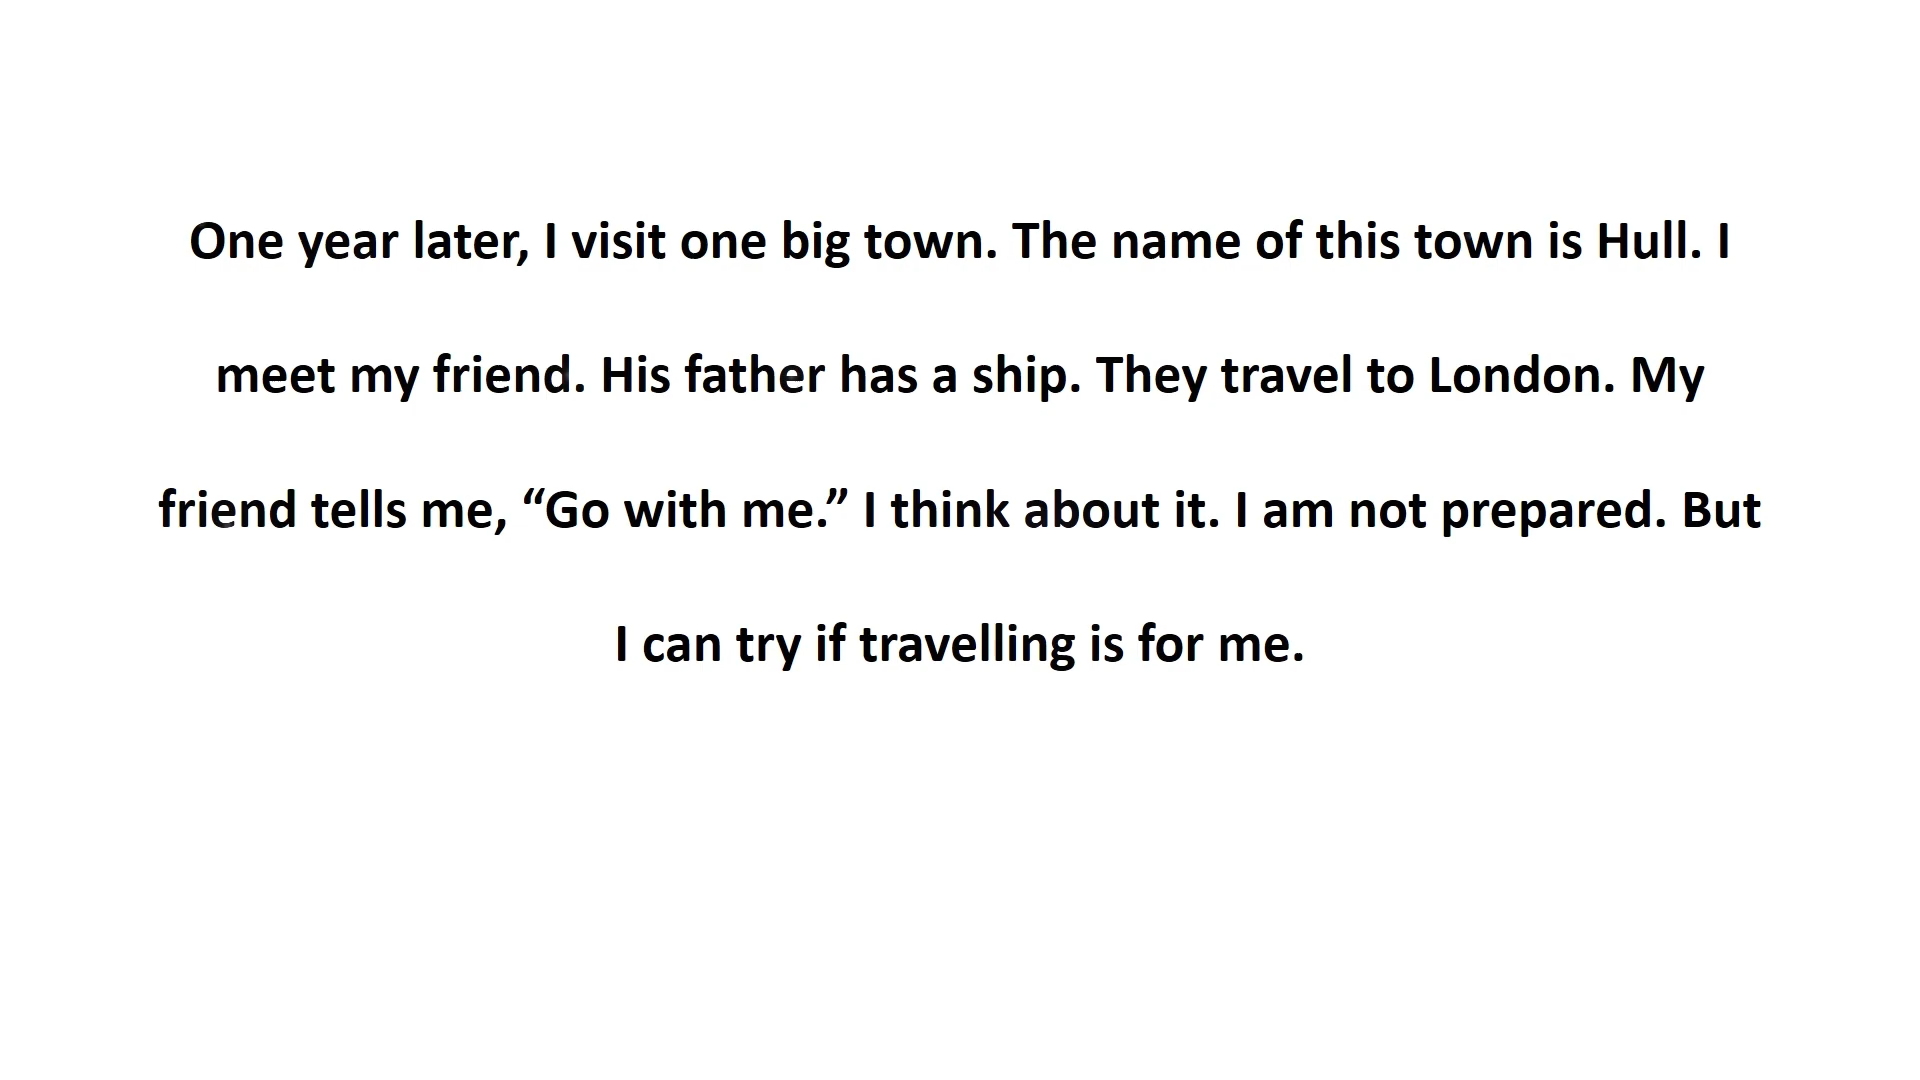 One year later, I visit one big town. The name of this town is Hull. I
meet my friend. His father has a ship. They travel to London. My
friend tells me, “Go with me.” I think about it. I am not prepared. But
I can try if travelling is for me.